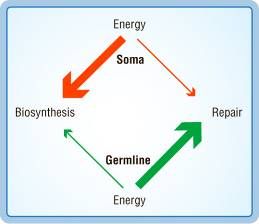 Energy
Soma
Biosynthesis
Repair
Germline
Energy